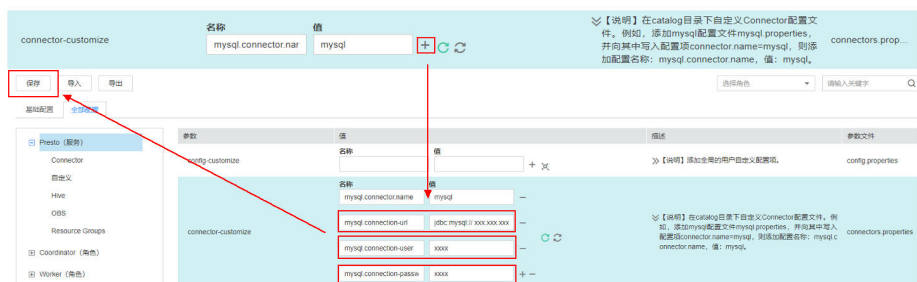 名称 值
connector-customize mysql.connector.nar mysql
【说明】在catalog目录下自定义Connector配置文
件。例如，添加mysql配置文件mysql.properties，
并向其中写入配置项connector.name=mysql，则添
加配置名称：mysql.connector.name，值：mysql。
connectors.prop...
保存 导入 导出 选择角色 请输入关键字
基础配置 全部配置
Presto（服务）
Connector
自定义
Hive
OBS
Resource Groups
Coordinator（角色）
Worker（角色）
参数 值 描述 参数文件
名称 值
config-customize 【说明】添加全局的用户自定义配置项。 config.properties
名称 值
mysql.connector.name mysql
mysql.connection-url jdbc:mysql:// xxx.xxx.xxx
connector-customize
mysql.connection-user xxxx
mysql.connection-passw xxxx
【说明】在catalog目录下自定义Connector配置文件。例
如，添加mysql配置文件mysql.properties，并向其中写入
配置项connector.name=mysql，则添加配置名称：mysql.c
onnector.name，值：mysql。
connectors.properties